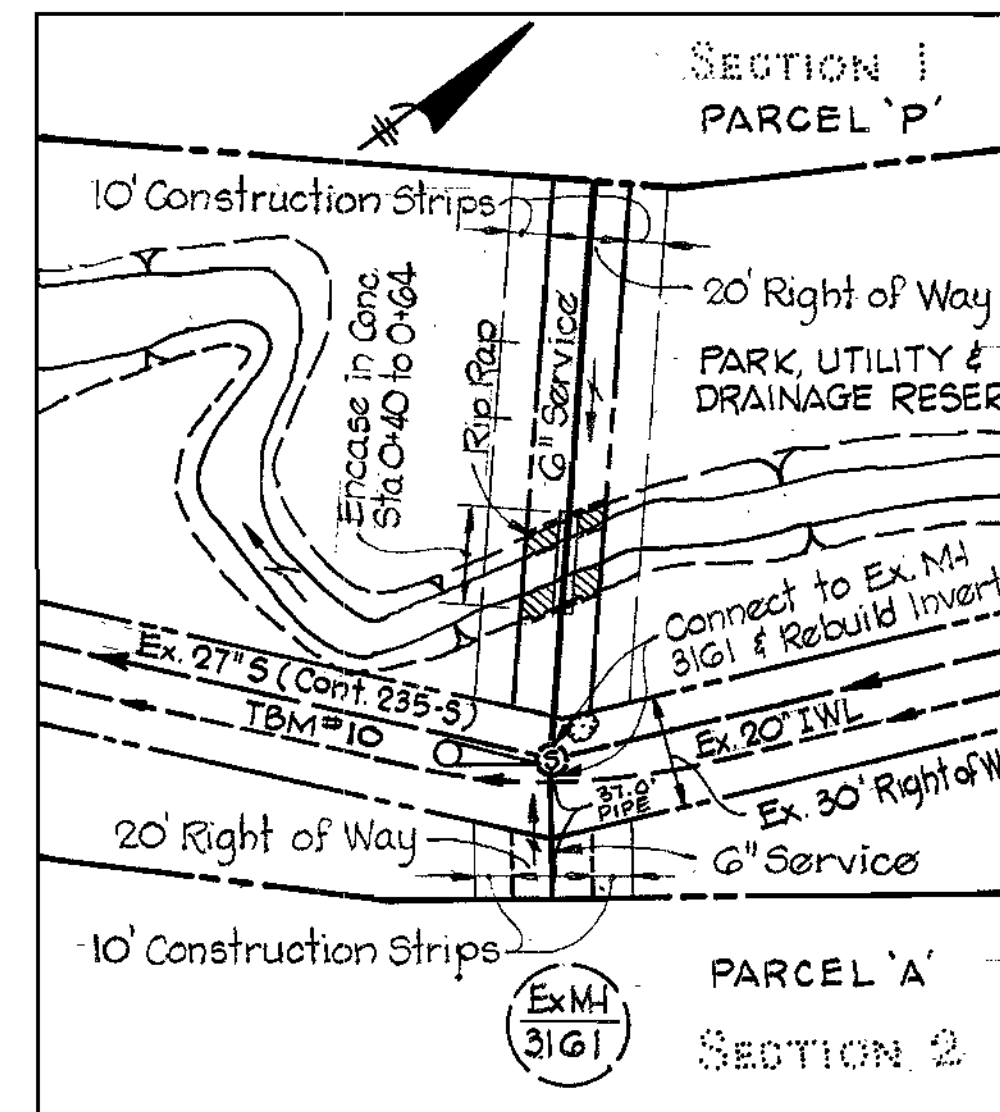 SECTION 1
PARCEL 'P'
10' Construction Strips
20' Right of Way
Encase in Conc.
Sta 0+40 to 0+64
Rip Rap
6" Service
PARK, UTILITY &
DRAINAGE RESER
Connect to Ex. MH
3161 & Rebuild Invert
Ex. 27" S (Cont. 235-S)
TBM #10
S
Ex. 20" IWL
37.0'
PIPE
Ex. 30' Right of W
20' Right of Way
6" Service
10' Construction Strips
Ex MH
3161
PARCEL 'A'
SECTION 2